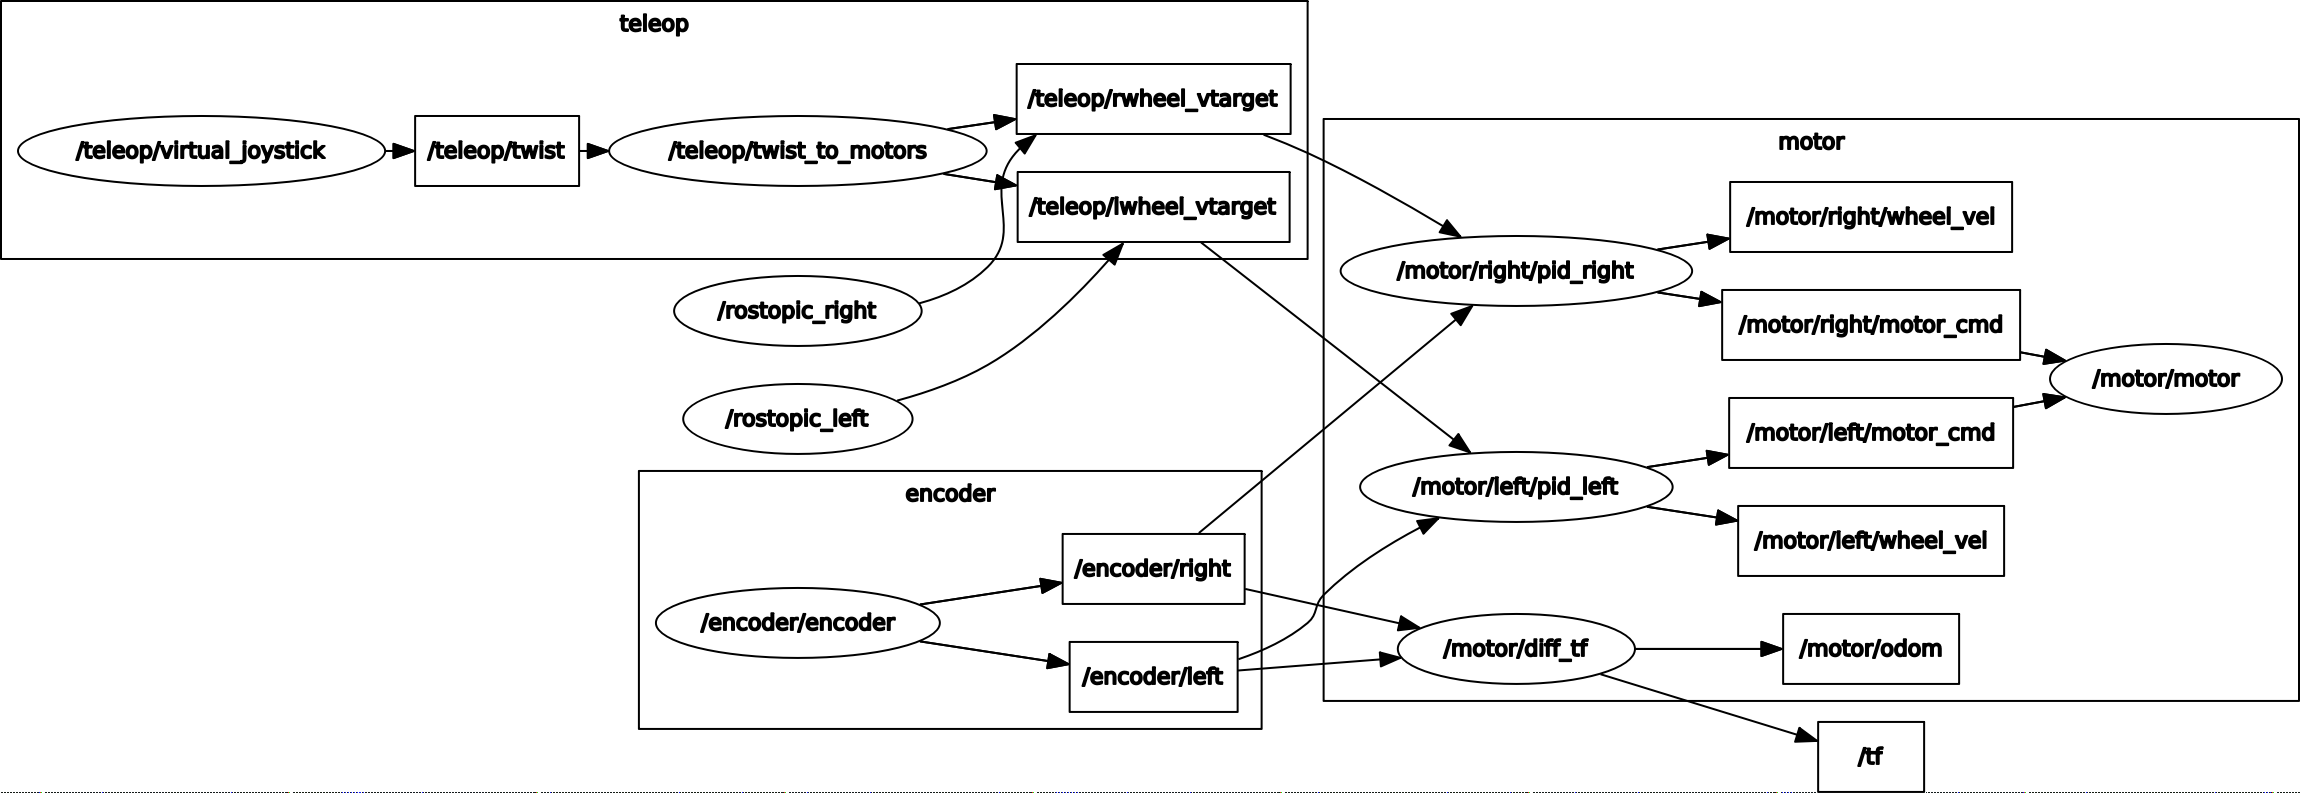 teleop
/teleop/virtual_joystick
/teleop/twist
/teleop/twist_to_motors
/teleop/rwheel_vtarget
/teleop/lwheel_vtarget
/rostopic_right
/rostopic_left
encoder
/encoder/encoder
/encoder/right
/encoder/left
motor
/motor/right/pid_right
/motor/right/wheel_vel
/motor/right/motor_cmd
/motor/motor
/motor/left/pid_left
/motor/left/motor_cmd
/motor/left/wheel_vel
/motor/diff_tf
/motor/odom
/tf